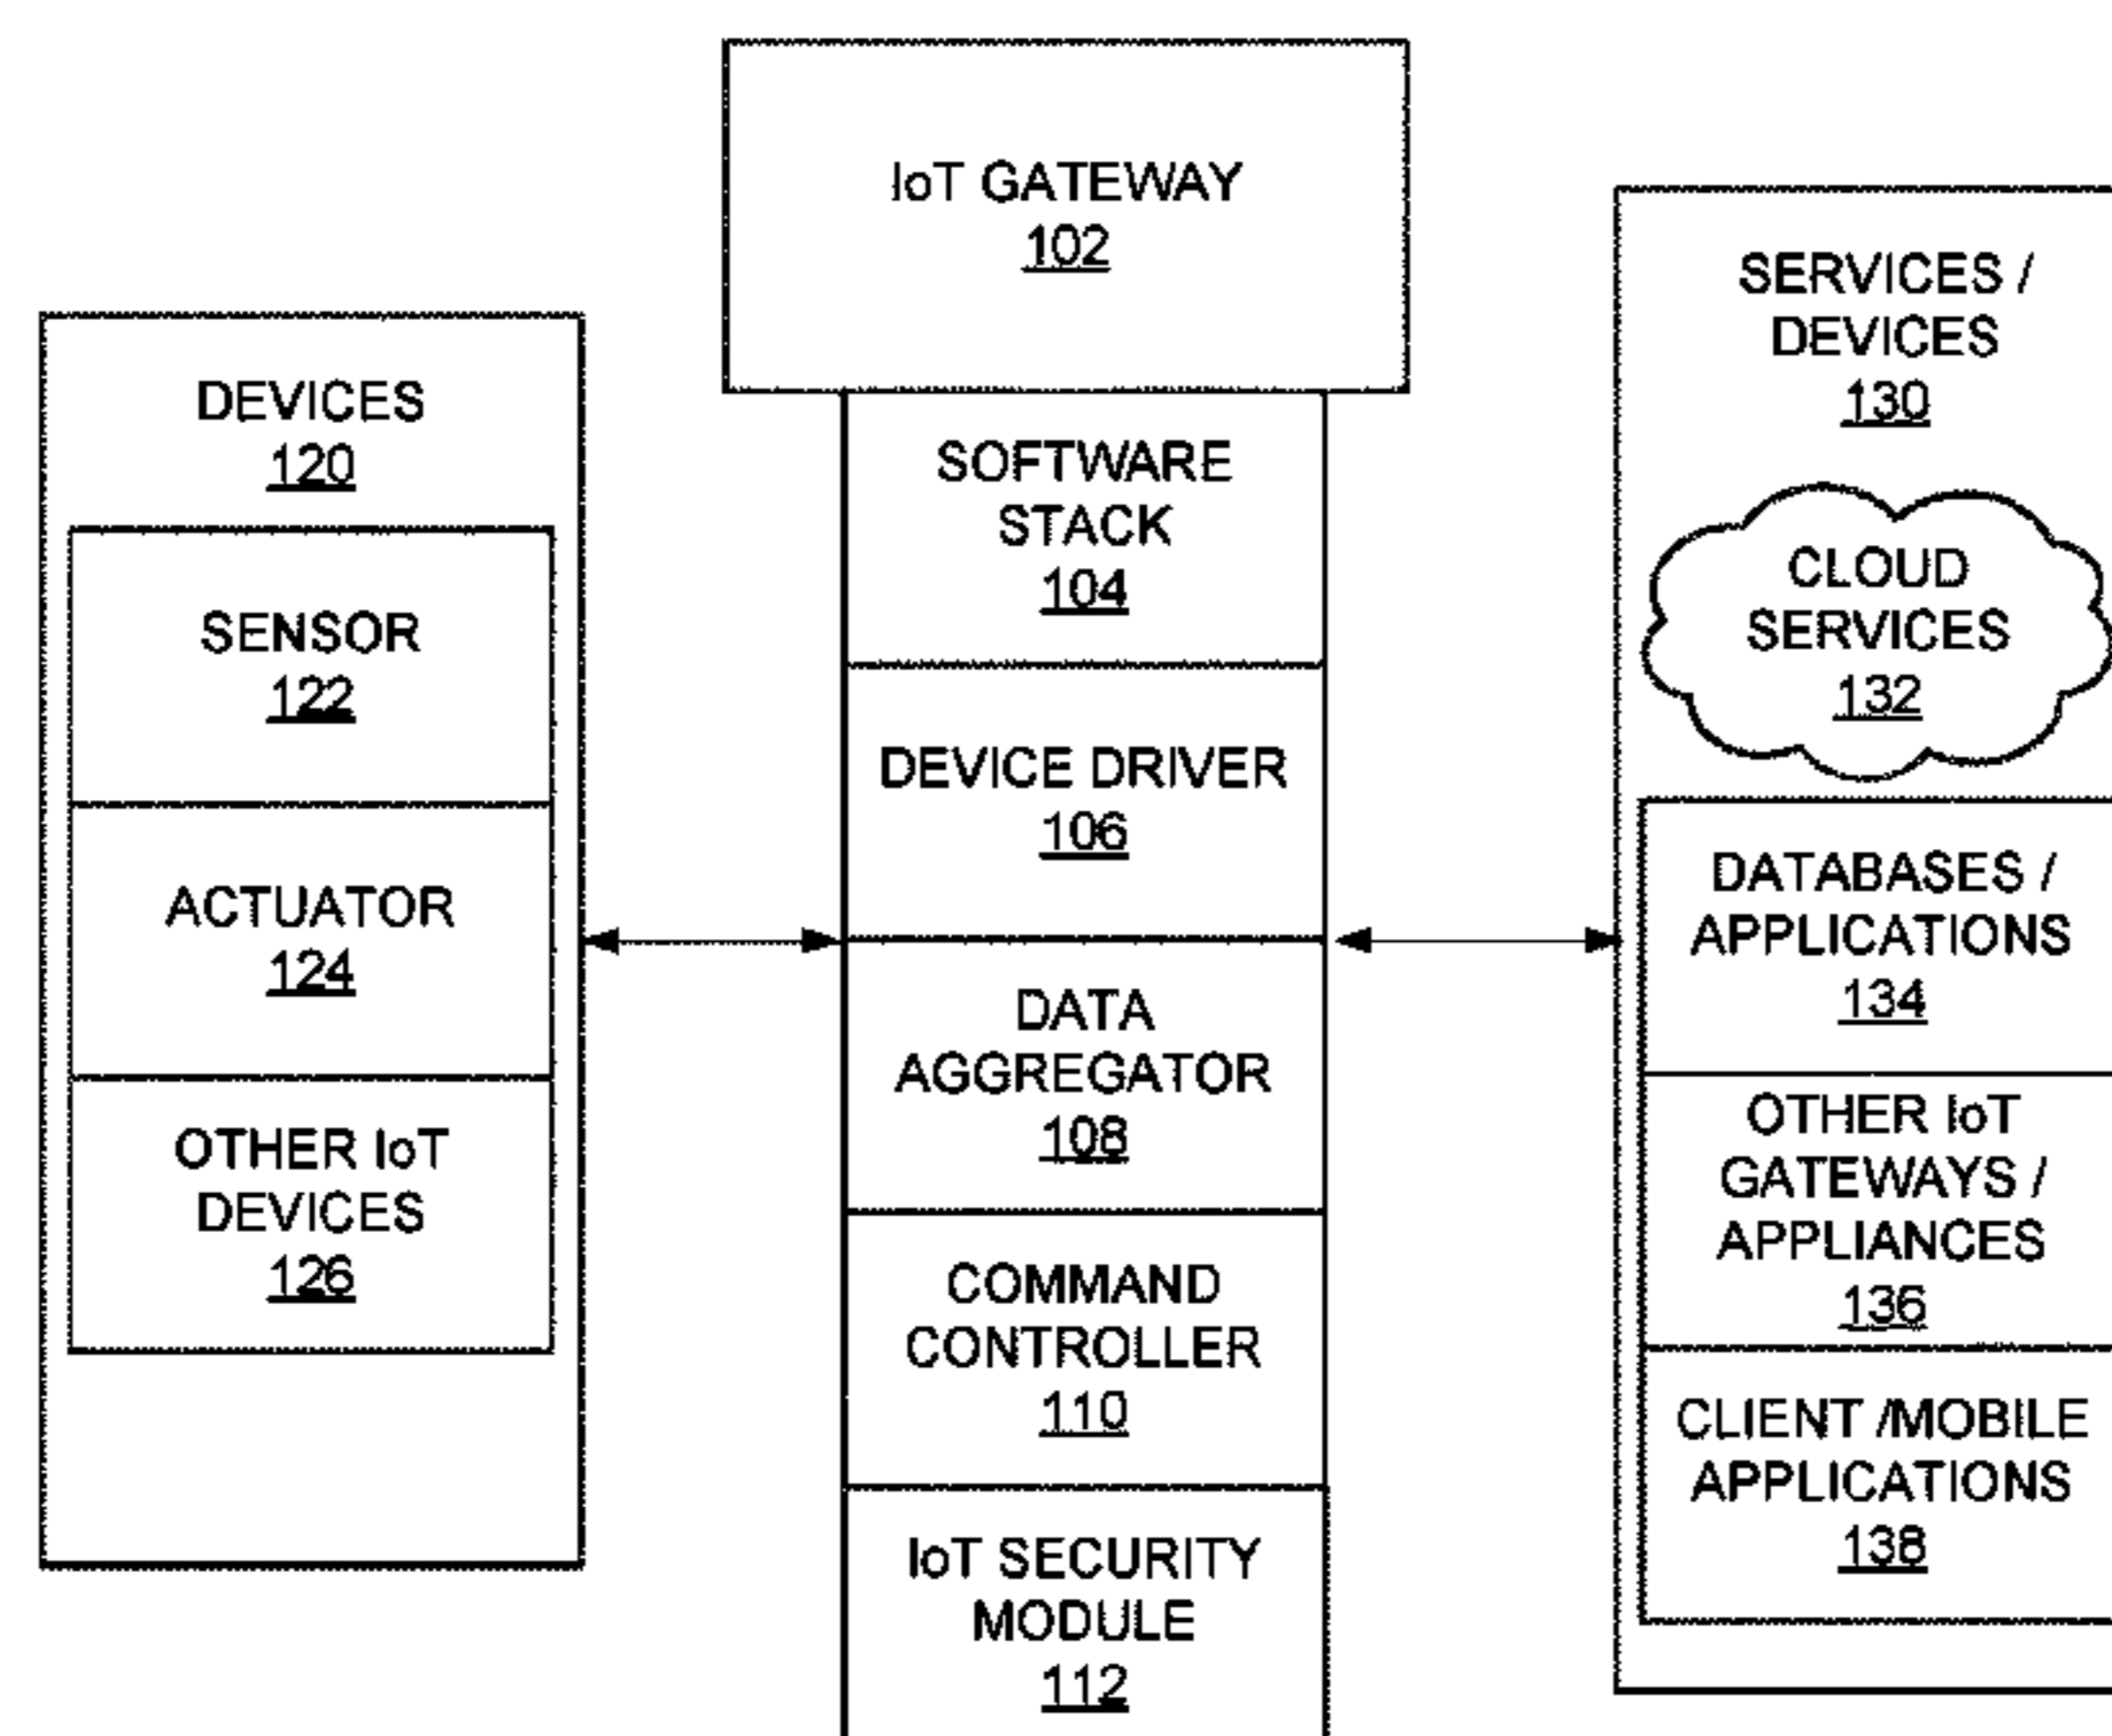 IoT GATEWAY
102
DEVICES
120
SENSOR
122
ACTUATOR
124
OTHER IoT
DEVICES
126
SOFTWARE
STACK
104
DEVICE DRIVER
106
DATA
AGGREGATOR
108
COMMAND
CONTROLLER
110
IoT SECURITY
MODULE
112
SERVICES /
DEVICES
130
CLOUD
SERVICES
132
DATABASES /
APPLICATIONS
134
OTHER IoT
GATEWAYS /
APPLIANCES
136
CLIENT /MOBILE
APPLICATIONS
138